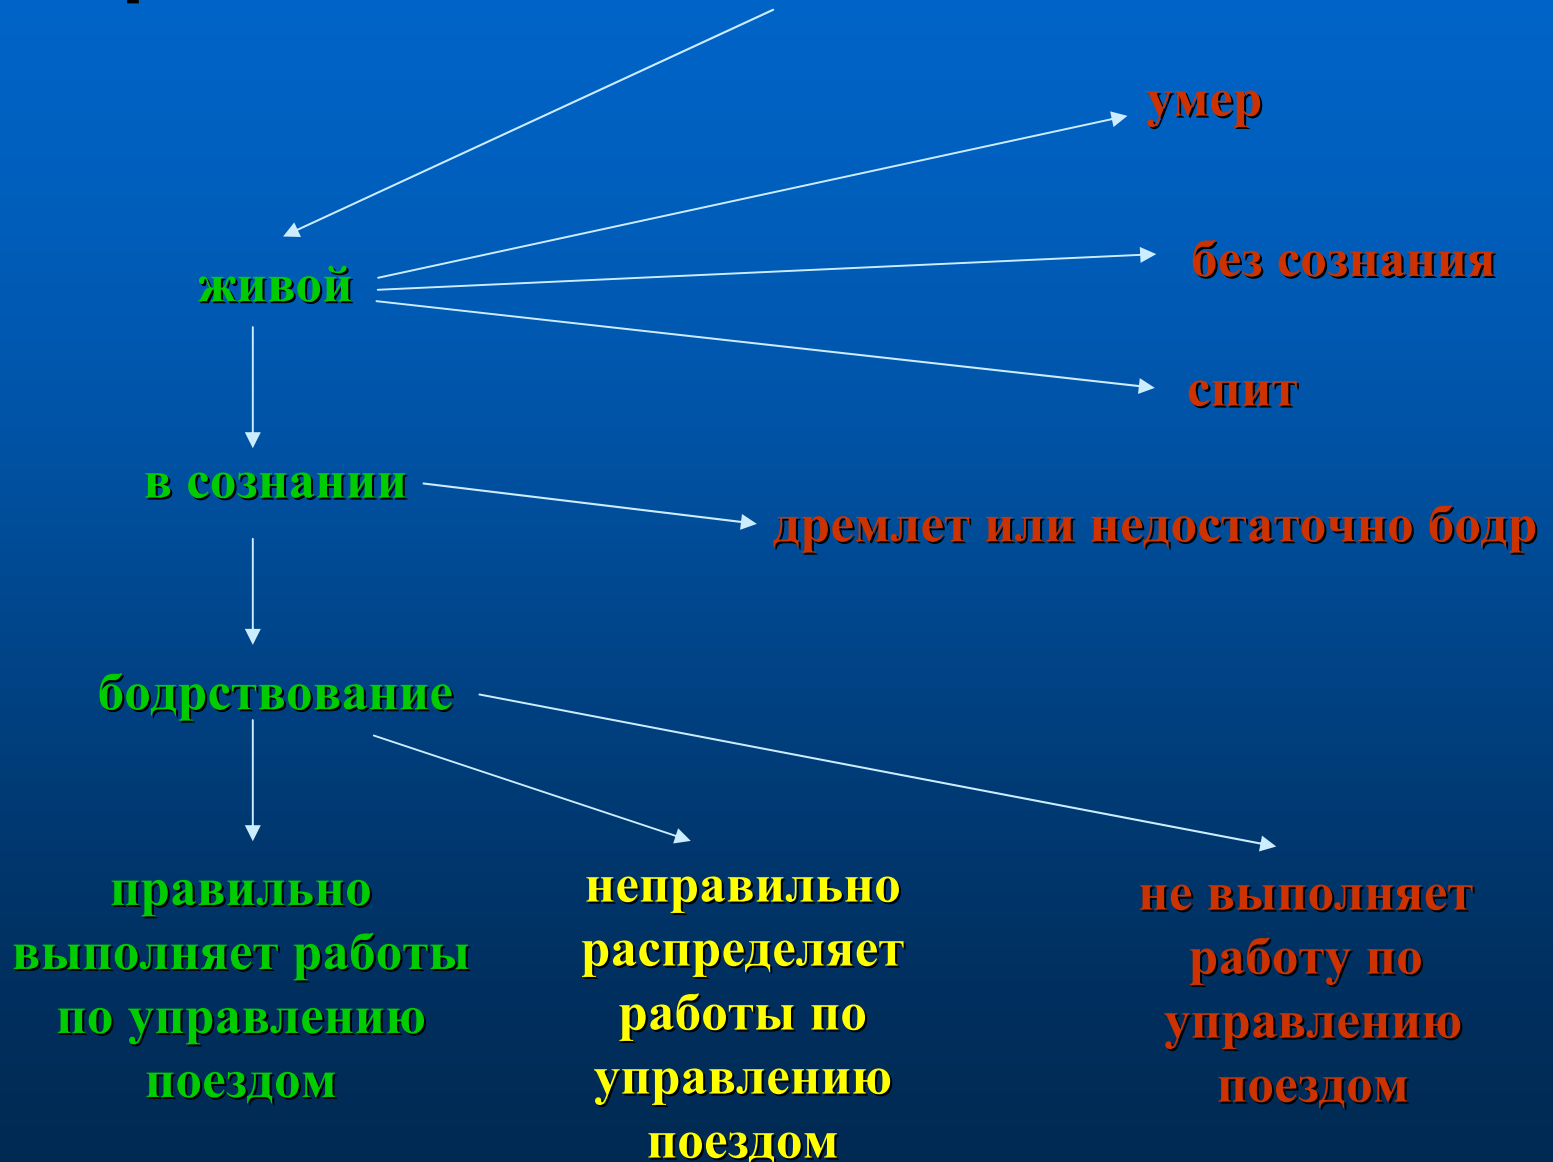 умер
без сознания
живой
спит
в сознании
дремлет или недостаточно бодр
бодрствование
правильно
выполняет работы
по управлению
поездом
неправильно
распределяет
работы по
управлению
поездом
не выполняет
работу по
управлению
поездом